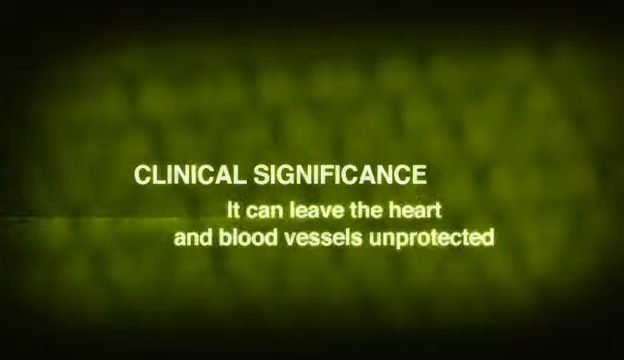 CLINICAL SIGNIFICANCE
It can leave the heart
and blood vessels unprotected